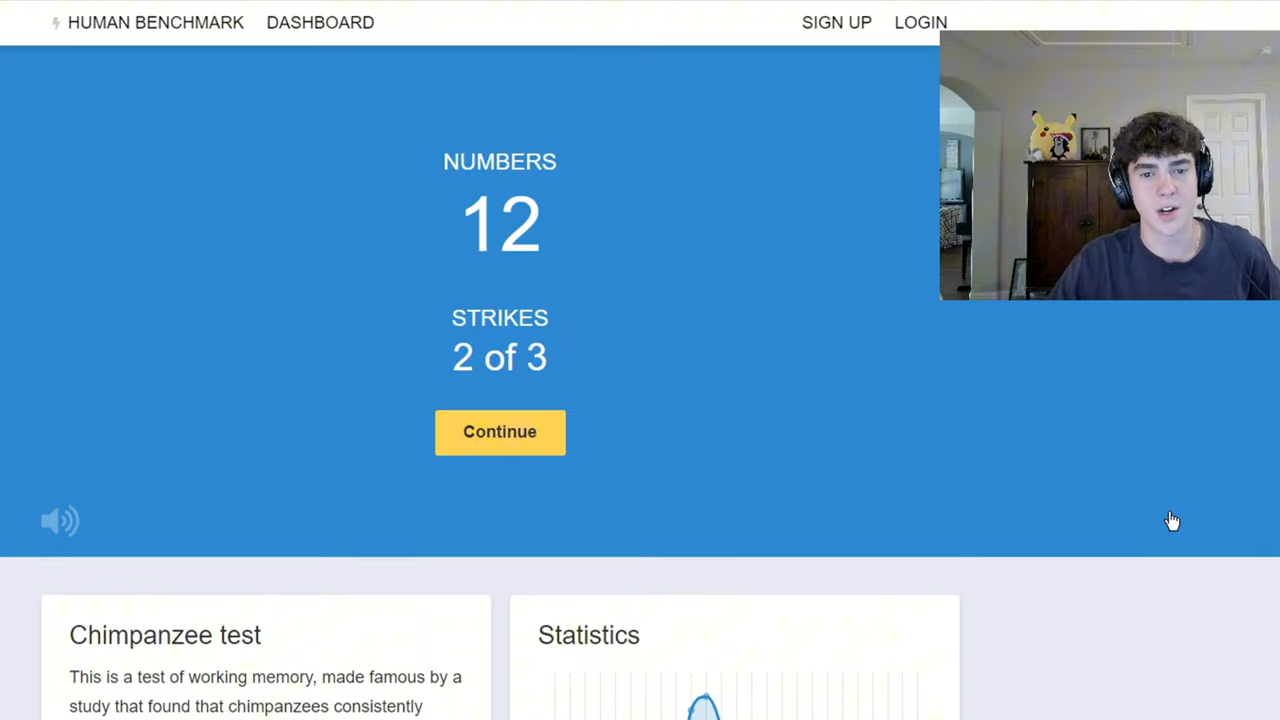 HUMAN BENCHMARK DASHBOARD SIGN UP LOGIN
NUMBERS
12
STRIKES
2 of 3
Continue
Chimpanzee test
This is a test of working memory, made famous by a
study that found that chimpanzees consistently
Statistics